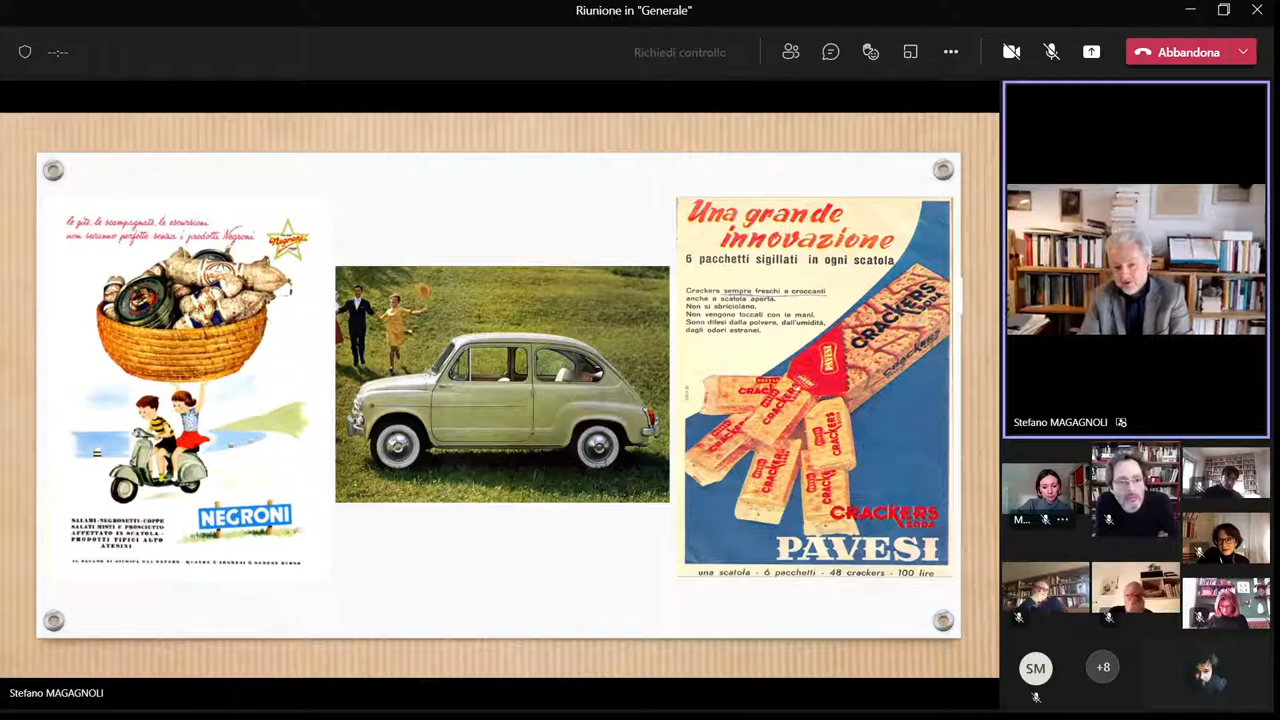 Riunione in "Generale"
--:--
Richiedi controllo
Abbandona
le gite, le scampagnate, le escursioni
non saranno perfette senza i prodotti Negroni
Negroni
SALAMI-NEGRONETTI-COPPE
SALATI MISTI E PROSCIUTTO
AFFETTATO IN SCATOLA-
PRODOTTI TIPICI ALTO
ATESINI
NEGRONI
Una grande
innovazione
6 pacchetti sigillati in ogni scatola
Crackers sempre freschi e croccanti
anche a scatola aperta.
Non si sbriciolano.
Non vengono toccati con le mani.
Sono difesi dalla polvere, dall'umidità,
dagli odori estranei.
CRACKERS
SODA
PAVESI
CRACKERS
SODA
PAVESI
una scatola - 6 pacchetti - 48 crackers - 100 lire
Stefano MAGAGNOLI
M...
SM
+8
Stefano MAGAGNOLI